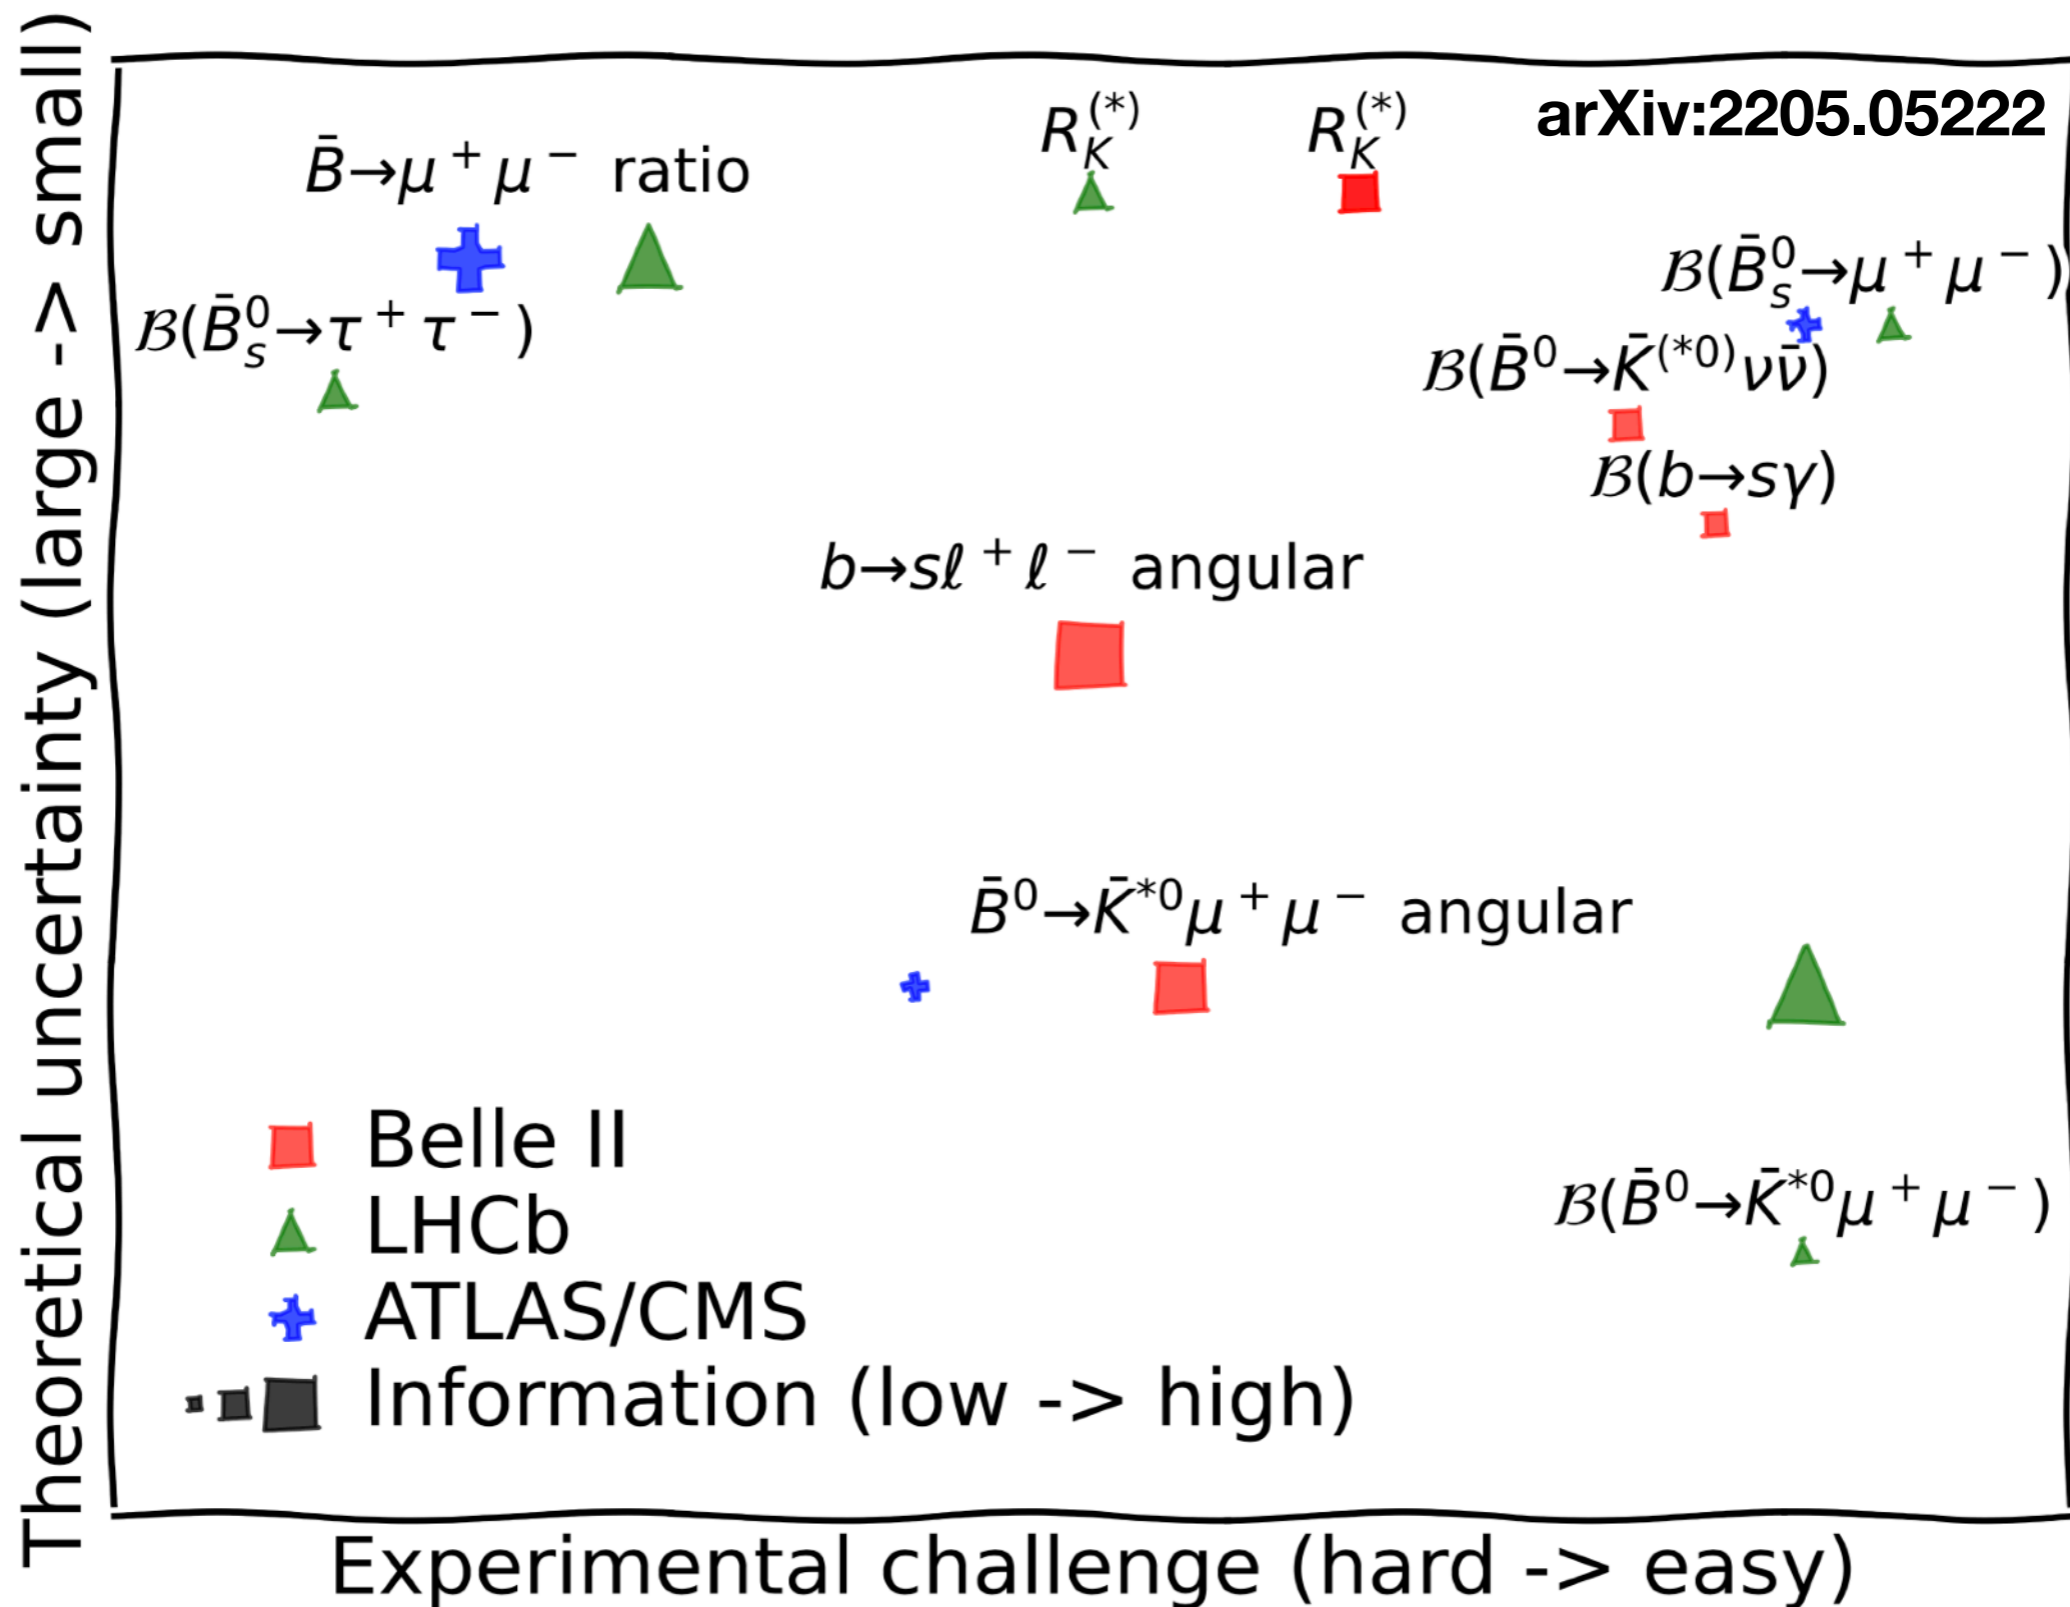 Theoretical uncertainty (large -> small)
arXiv:2205.05222
R_K^(*)
R_K^(*)
B̄→μ⁺μ⁻ ratio
ℬ(B̄_s^0→μ⁺μ⁻)
ℬ(B̄_s^0→τ⁺τ⁻)
ℬ(B̄^0→K̄^(*0)νν̄)
ℬ(b→sγ)
b→sℓ⁺ℓ⁻ angular
B̄^0→K̄^*0μ⁺μ⁻ angular
ℬ(B̄^0→K̄^*0μ⁺μ⁻)
Belle II
LHCb
ATLAS/CMS
Information (low -> high)
Experimental challenge (hard -> easy)